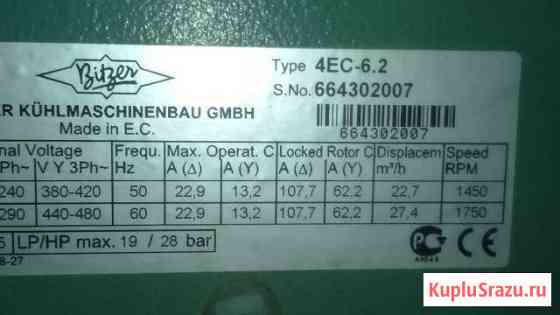 Bitzer
Type 4EC-6.2
S.No. 664302007
ER KÜHLMASCHINENBAU GMBH
Made in E.C.
664302007
nal Voltage Frequ. Max. Operat. C Locked Rotor C Displacem Speed
Ph~ V Y 3Ph~ Hz A (Δ) A (Y) A (Δ) A (Y) m³/h RPM
240 380-420 50 22,9 13,2 107,7 62,2 22,7 1450
290 440-480 60 22,9 13,2 107,7 62,2 27,4 1750
5 LP/HP max. 19 / 28 bar
8-27
CE
KupluSrazu.ru